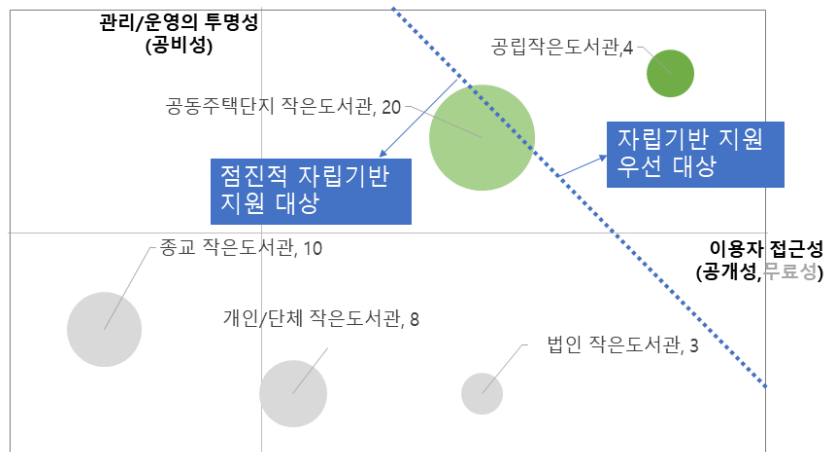 관리/운영의 투명성
(공비성)
공립작은도서관,4
공동주택단지 작은도서관, 20
자립기반 지원
우선 대상
점진적 자립기반
지원 대상
종교 작은도서관, 10
이용자 접근성
(공개성,무료성)
개인/단체 작은도서관, 8
법인 작은도서관, 3